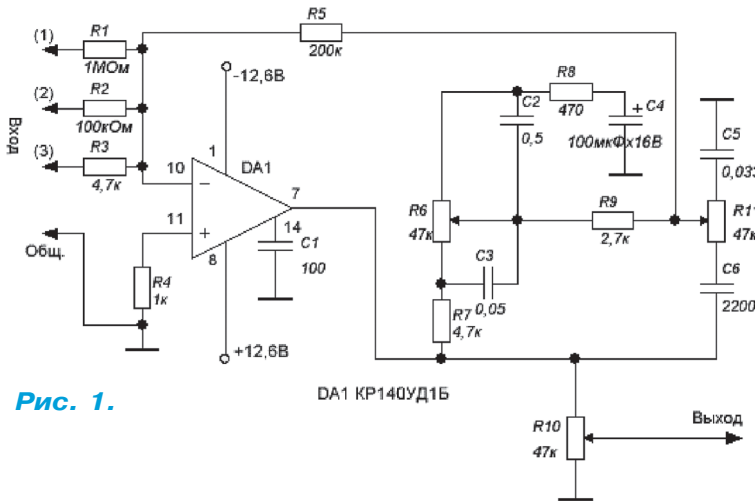 (1)
R1
1МОм
(2)
R2
100кОм
(3)
R3
4,7к
Вход
Общ.
R4
1к
R5
200к
-12,6В
1
DA1
10
11
7
14
8
C1
100
+12,6В
R6
47к
R7
4,7к
C2
0,5
C3
0,05
R8
470
C4
+
100мкФх16В
R9
2,7к
C5
0,033
R11
47к
C6
2200
DA1 КР140УД1Б
R10
47к
Выход
Рис. 1.